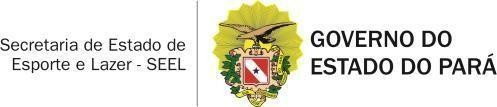 Secretaria de Estado de
Esporte e Lazer - SEEL
GOVERNO DO
ESTADO DO PARÁ